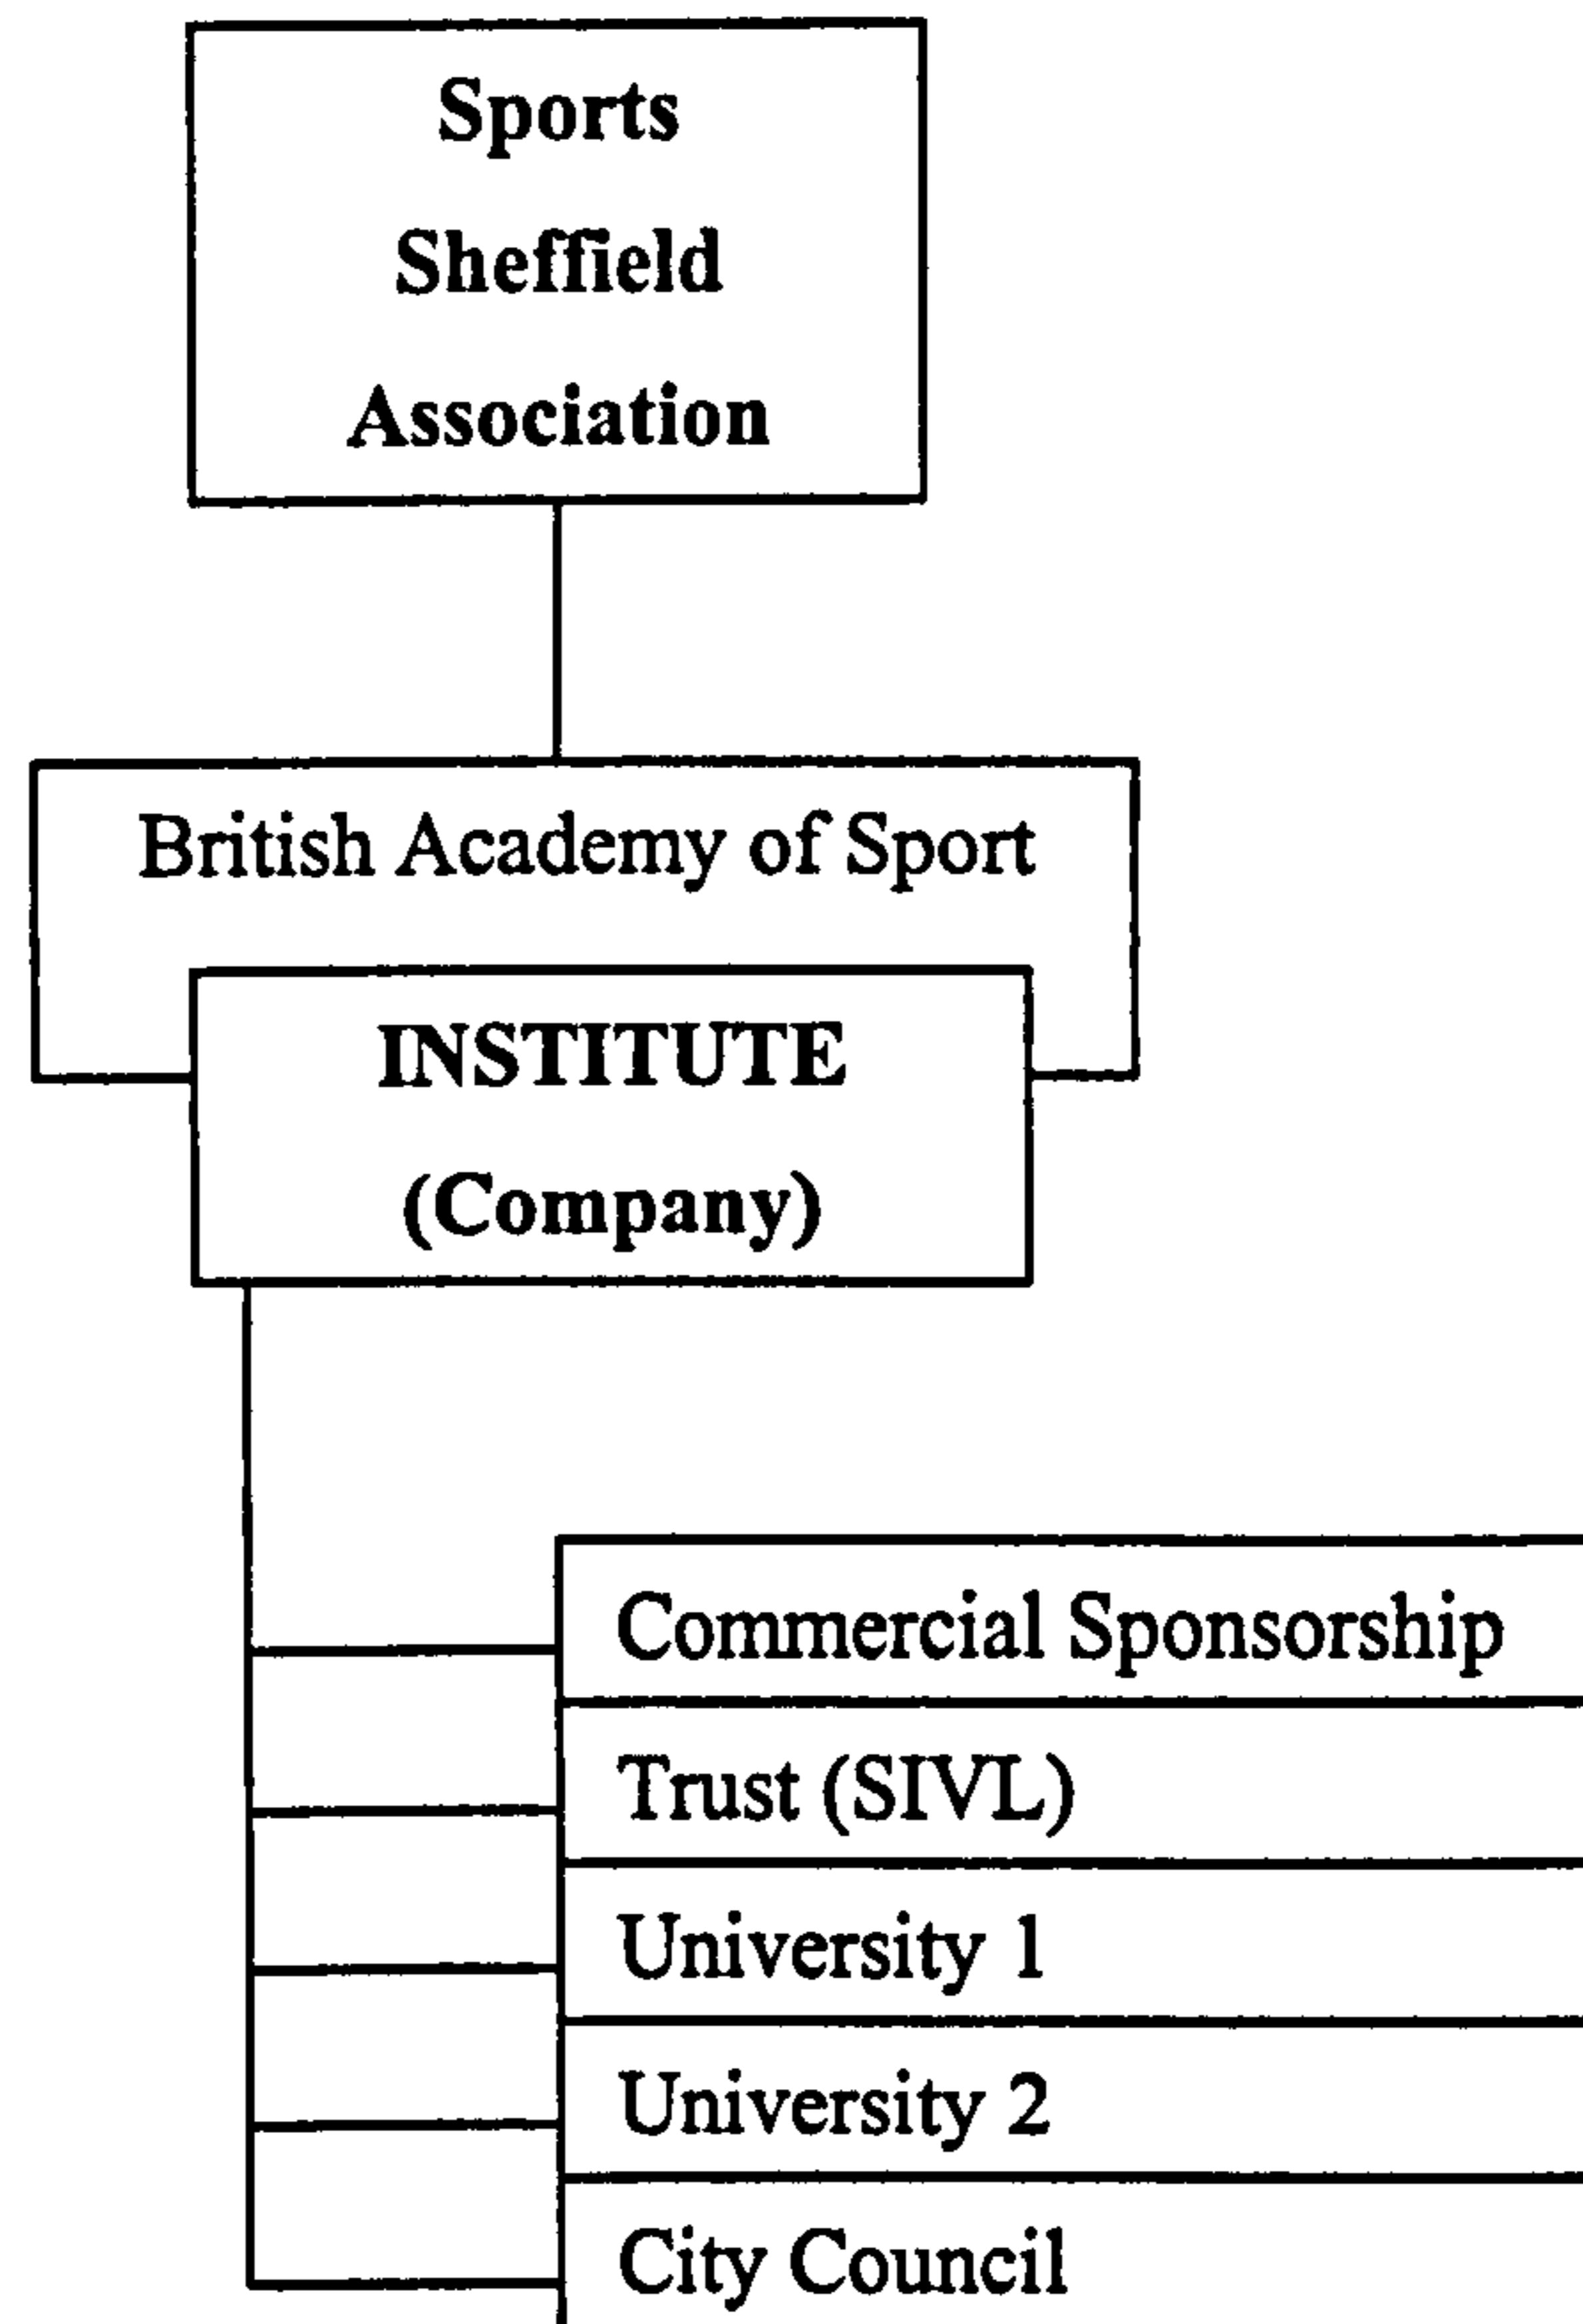 Sports
Sheffield
Association
British Academy of Sport
INSTITUTE
(Company)
Commercial Sponsorship
Trust (SIVL)
University 1
University 2
City Council